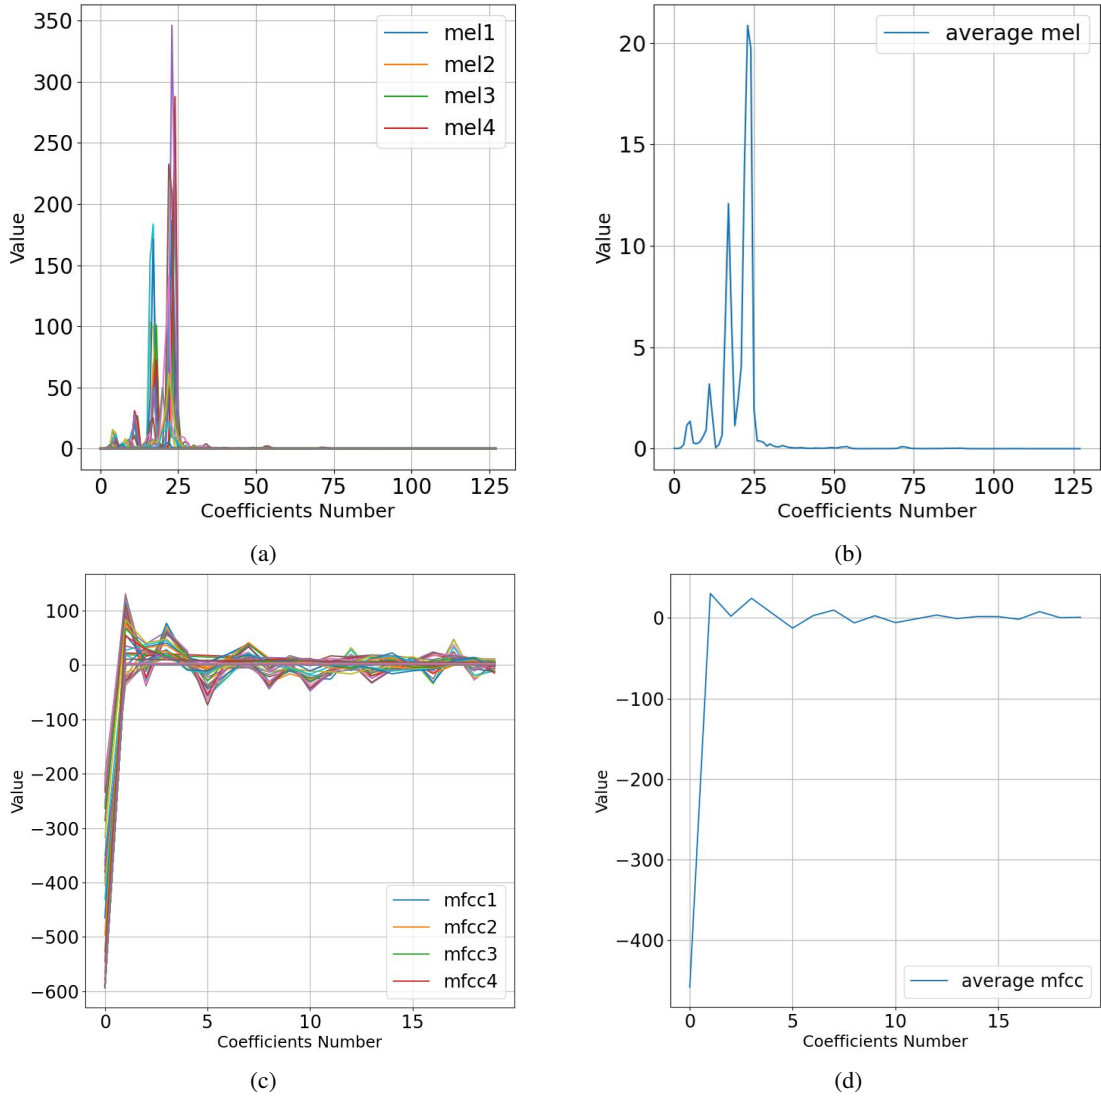 350
300
250
200
150
100
50
0
Value
mel1
mel2
mel3
mel4
0 25 50 75 100 125
Coefficients Number
(a)
20
15
10
5
0
Value
average mel
0 25 50 75 100 125
Coefficients Number
(b)
100
0
−100
−200
−300
−400
−500
−600
Value
mfcc1
mfcc2
mfcc3
mfcc4
0 5 10 15
Coefficients Number
(c)
0
−100
−200
−300
−400
Value
average mfcc
0 5 10 15
Coefficients Number
(d)